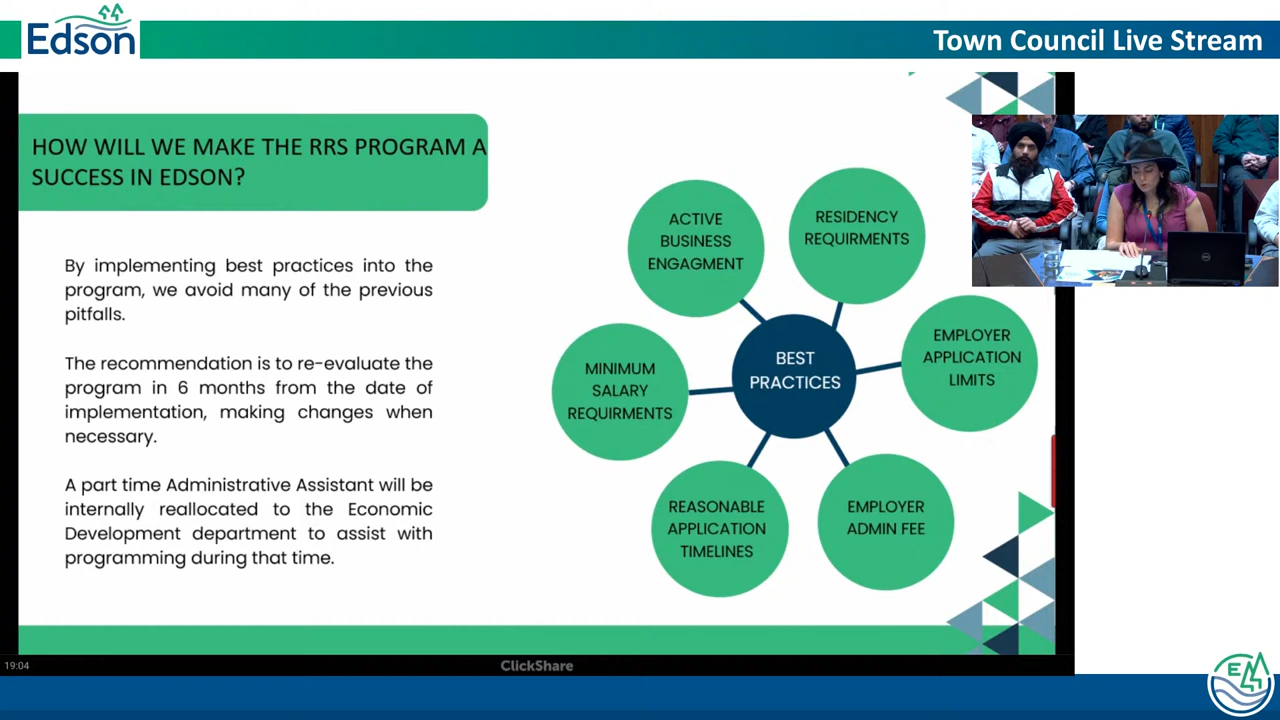 Edson
Town Council Live Stream
HOW WILL WE MAKE THE RRS PROGRAM A
SUCCESS IN EDSON?
By implementing best practices into the
program, we avoid many of the previous
pitfalls.
The recommendation is to re-evaluate the
program in 6 months from the date of
implementation, making changes when
necessary.
A part time Administrative Assistant will be
internally reallocated to the Economic
Development department to assist with
programming during that time.
ACTIVE
BUSINESS
ENGAGMENT
RESIDENCY
REQUIRMENTS
EMPLOYER
APPLICATION
LIMITS
EMPLOYER
ADMIN FEE
REASONABLE
APPLICATION
TIMELINES
MINIMUM
SALARY
REQUIRMENTS
BEST
PRACTICES
19:04
ClickShare